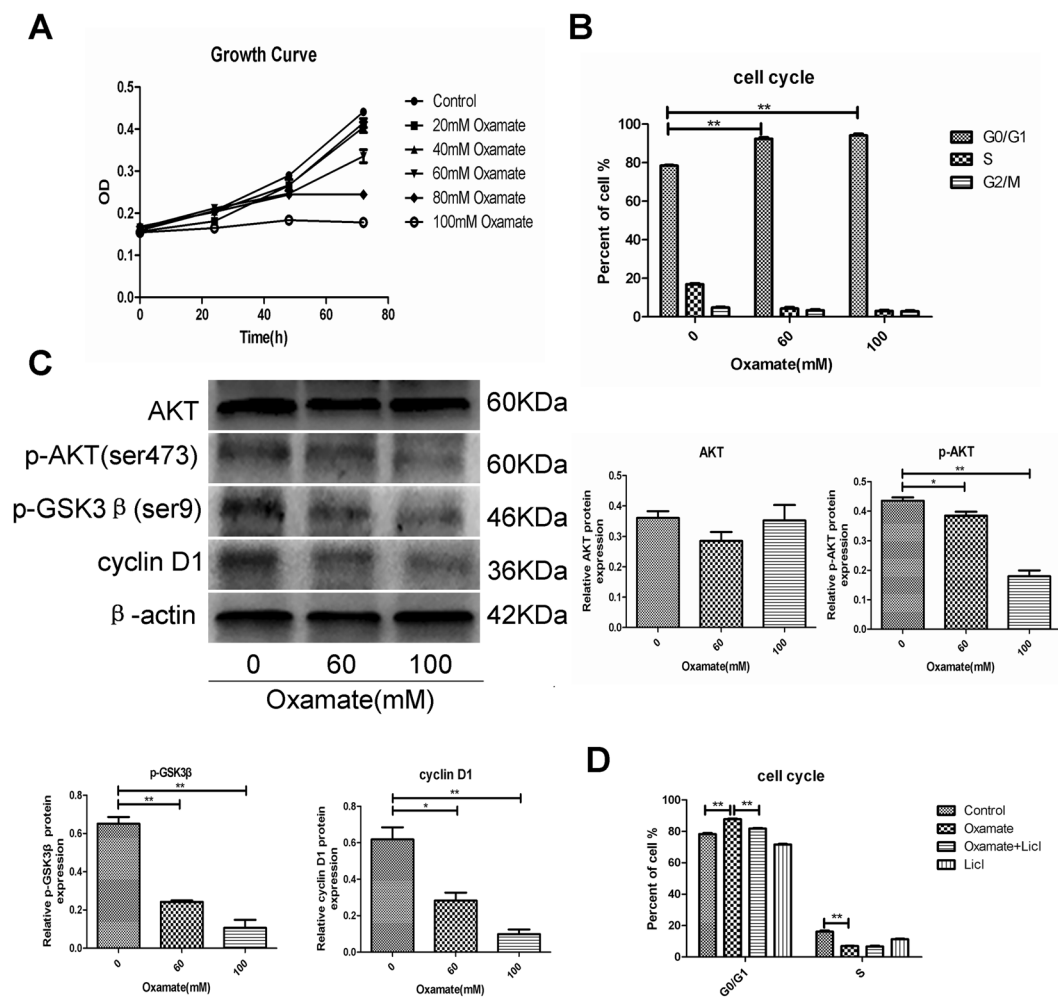 A
Growth Curve
0.5
0.4
0.3
0.2
0.1
0.0
OD
0
20
40
60
80
Time(h)
Control
20mM Oxamate
40mM Oxamate
60mM Oxamate
80mM Oxamate
100mM Oxamate
B
cell cycle
**
**
100
80
60
40
20
0
Percent of cell %
0
60
100
Oxamate(mM)
G0/G1
S
G2/M
C
AKT
60KDa
p-AKT(ser473)
60KDa
p-GSK3β(ser9)
46KDa
cyclin D1
36KDa
β-actin
42KDa
0 60 100
Oxamate(mM)
AKT
0.5
0.4
0.3
0.2
0.1
0.0
Relative AKT protein
expression
0
60
100
Oxamate(mM)
p-AKT
**
*
0.5
0.4
0.3
0.2
0.1
0.0
Relative p-AKT protein
expression
0
60
100
Oxamate(mM)
p-GSK3β
**
**
0.8
0.6
0.4
0.2
0.0
Relative p-GSK3β protein
expression
0
60
100
Oxamate(mM)
cyclin D1
**
*
0.8
0.6
0.4
0.2
0.0
Relative cyclin D1 protein
expression
0
60
100
Oxamate(mM)
D
cell cycle
** **
**
100
80
60
40
20
0
Percent of cell %
G0/G1
S
Control
Oxamate
Oxamate+Licl
Licl